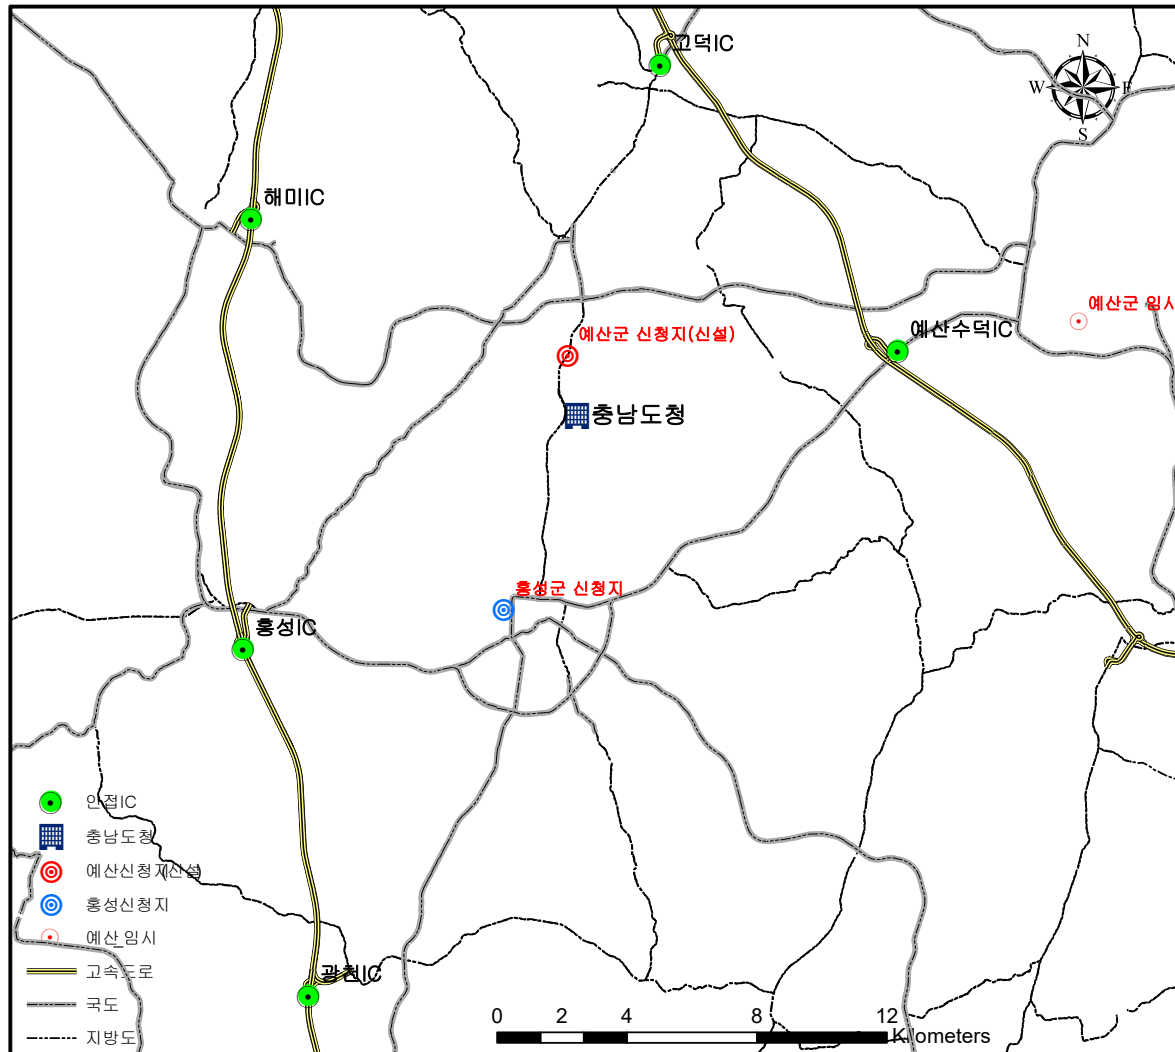 고덕IC
N
W
E
S
해미IC
예산군 임시
예산군 신청지(신설)
예산수덕IC
충남도청
홍성군 신청지
홍성IC
인접IC
충남도청
예산신청지(신설)
홍성신청지
예산_임시
고속도로
광천IC
국도
지방도
0 2 4 8 12
Kilometers